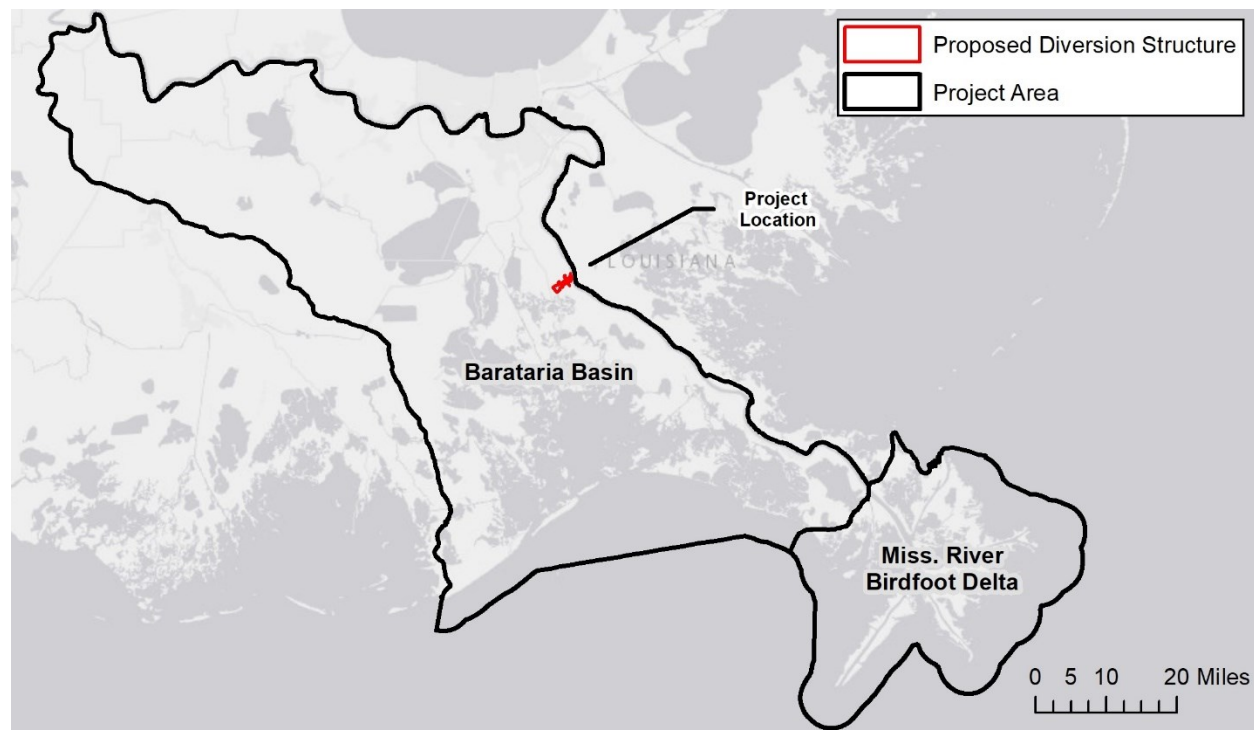 Proposed Diversion Structure
Project Area
Project
Location
LOUISIANA
Barataria Basin
Miss. River
Birdfoot Delta
0 5 10 20 Miles